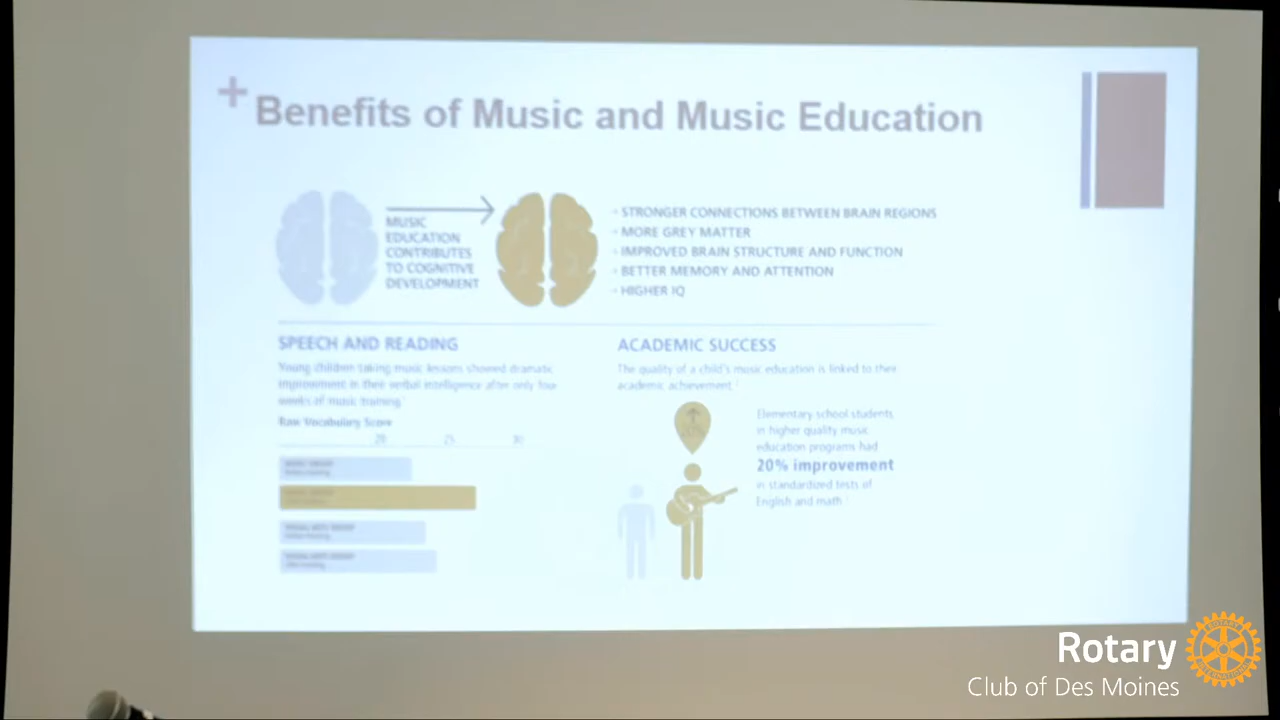 +
Benefits of Music and Music Education
MUSIC
EDUCATION
CONTRIBUTES
TO COGNITIVE
DEVELOPMENT
STRONGER CONNECTIONS BETWEEN BRAIN REGIONS
MORE GREY MATTER
IMPROVED BRAIN STRUCTURE AND FUNCTION
BETTER MEMORY AND ATTENTION
HIGHER IQ
SPEECH AND READING
Young children taking music lessons showed dramatic
improvement in their verbal intelligence after only four
weeks of music training
Raw Vocabulary Score
20 25 30
ACADEMIC SUCCESS
The quality of a child's music education is linked to their
academic achievement
Elementary school students
in higher quality music
education programs had
20% improvement
in standardized tests of
English and math
Rotary
Club of Des Moines